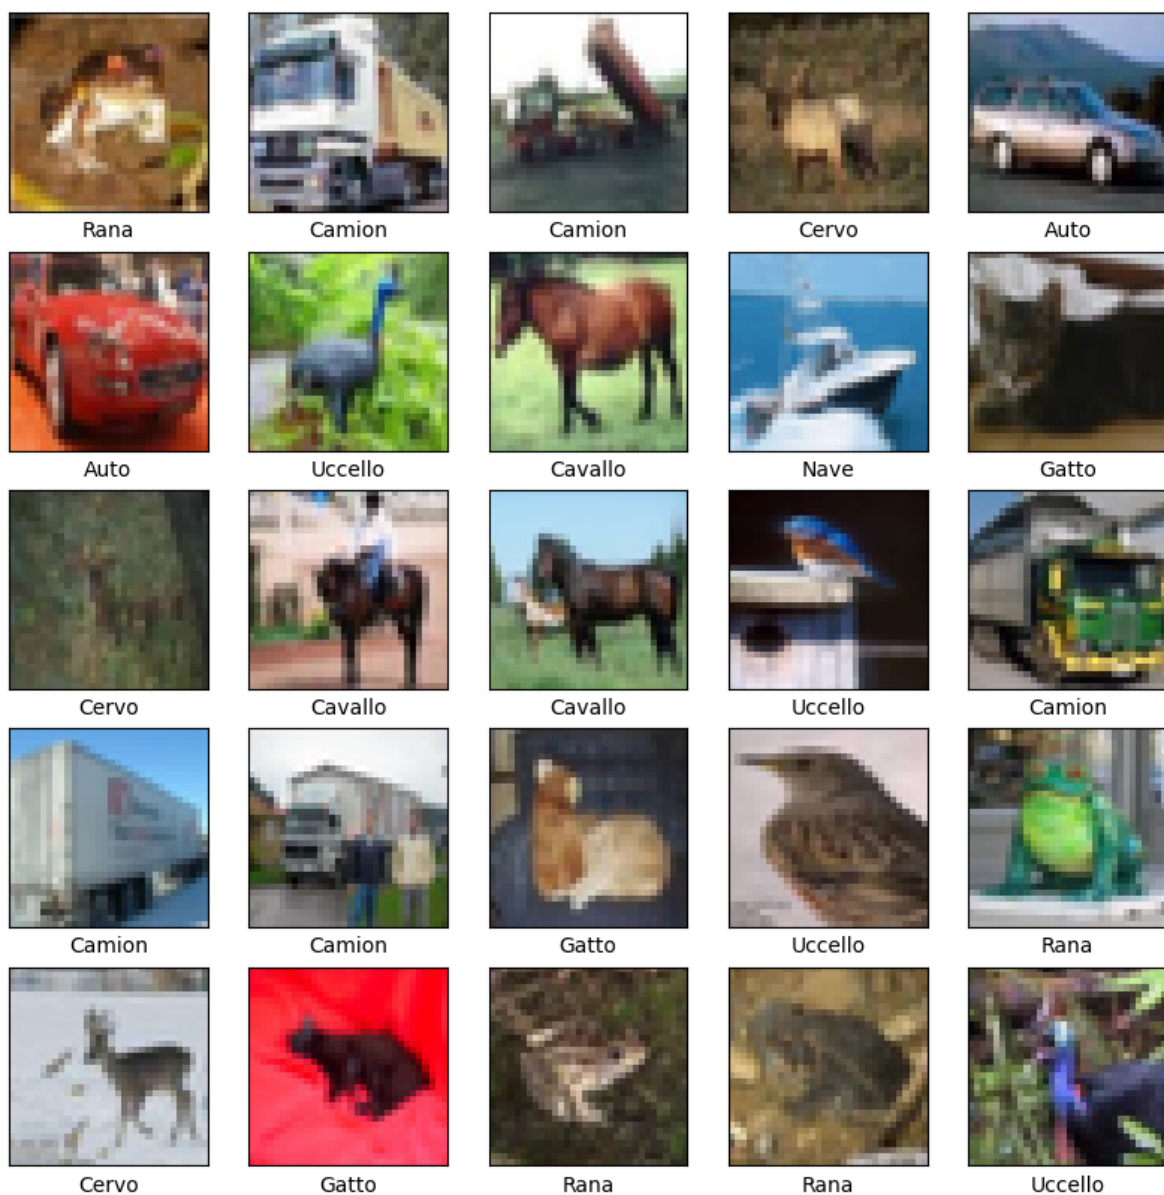 Rana Camion Camion Cervo Auto
Auto Uccello Cavallo Nave Gatto
Cervo Cavallo Cavallo Uccello Camion
Camion Camion Gatto Uccello Rana
Cervo Gatto Rana Rana Uccello